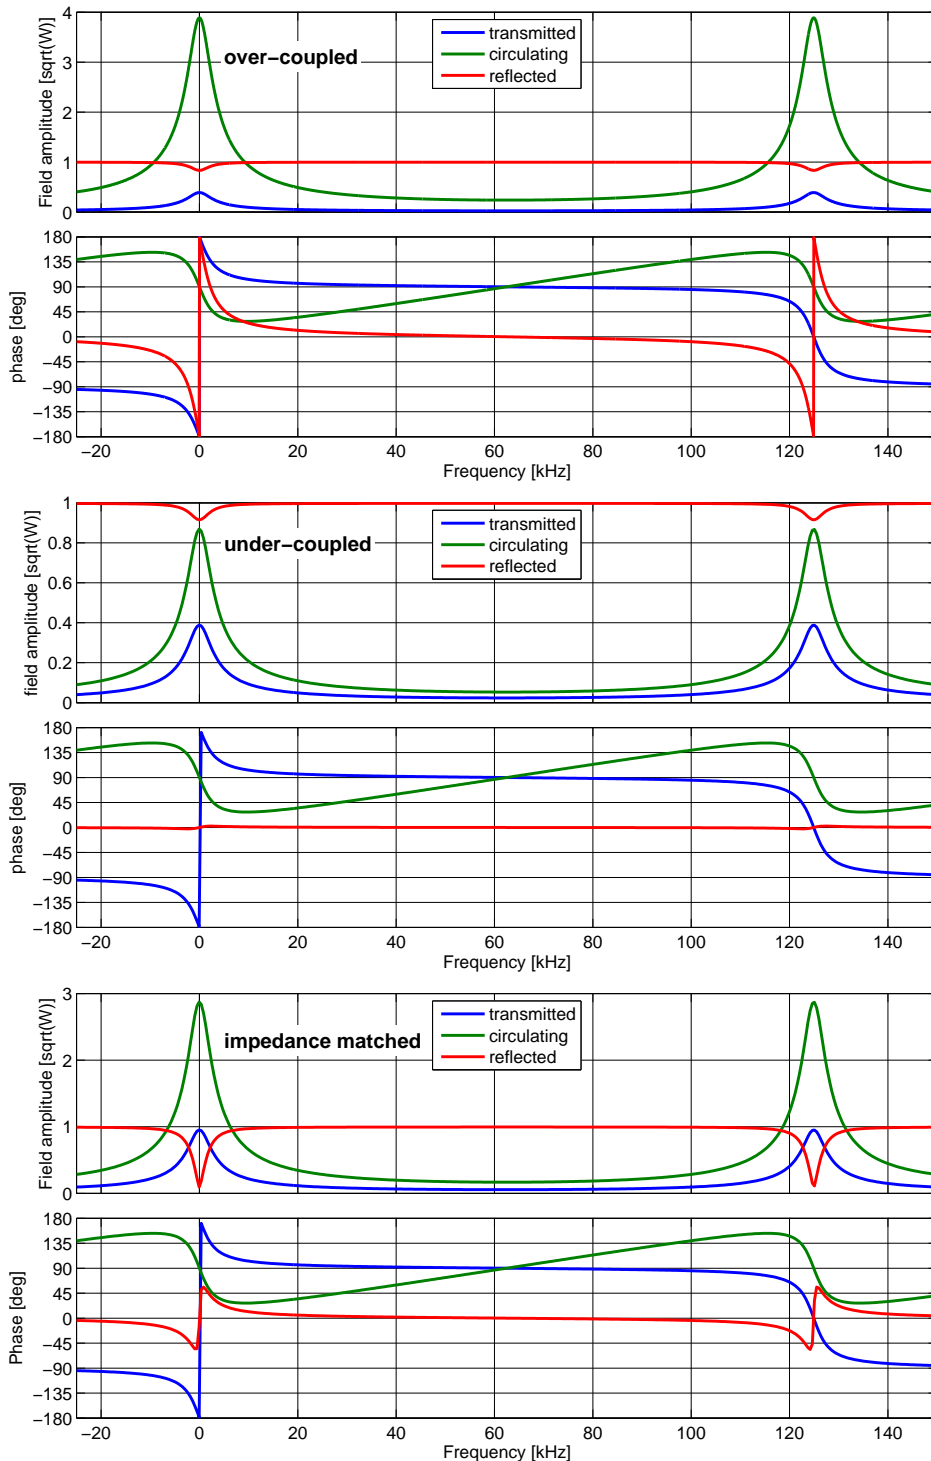 4
3
2
1
0
Field amplitude [sqrt(W)]
over−coupled
transmitted
circulating
reflected
180
135
90
45
0
−45
−90
−135
−180
phase [deg]
−20 0 20 40 60 80 100 120 140
Frequency [kHz]
1
0.8
0.6
0.4
0.2
0
field amplitude [sqrt(W)]
under−coupled
transmitted
circulating
reflected
180
135
90
45
0
−45
−90
−135
−180
phase [deg]
−20 0 20 40 60 80 100 120 140
Frequency [kHz]
3
2
1
0
Field amplitude [sqrt(W)]
impedance matched
transmitted
circulating
reflected
180
135
90
45
0
−45
−90
−135
−180
Phase [deg]
−20 0 20 40 60 80 100 120 140
Frequency [kHz]